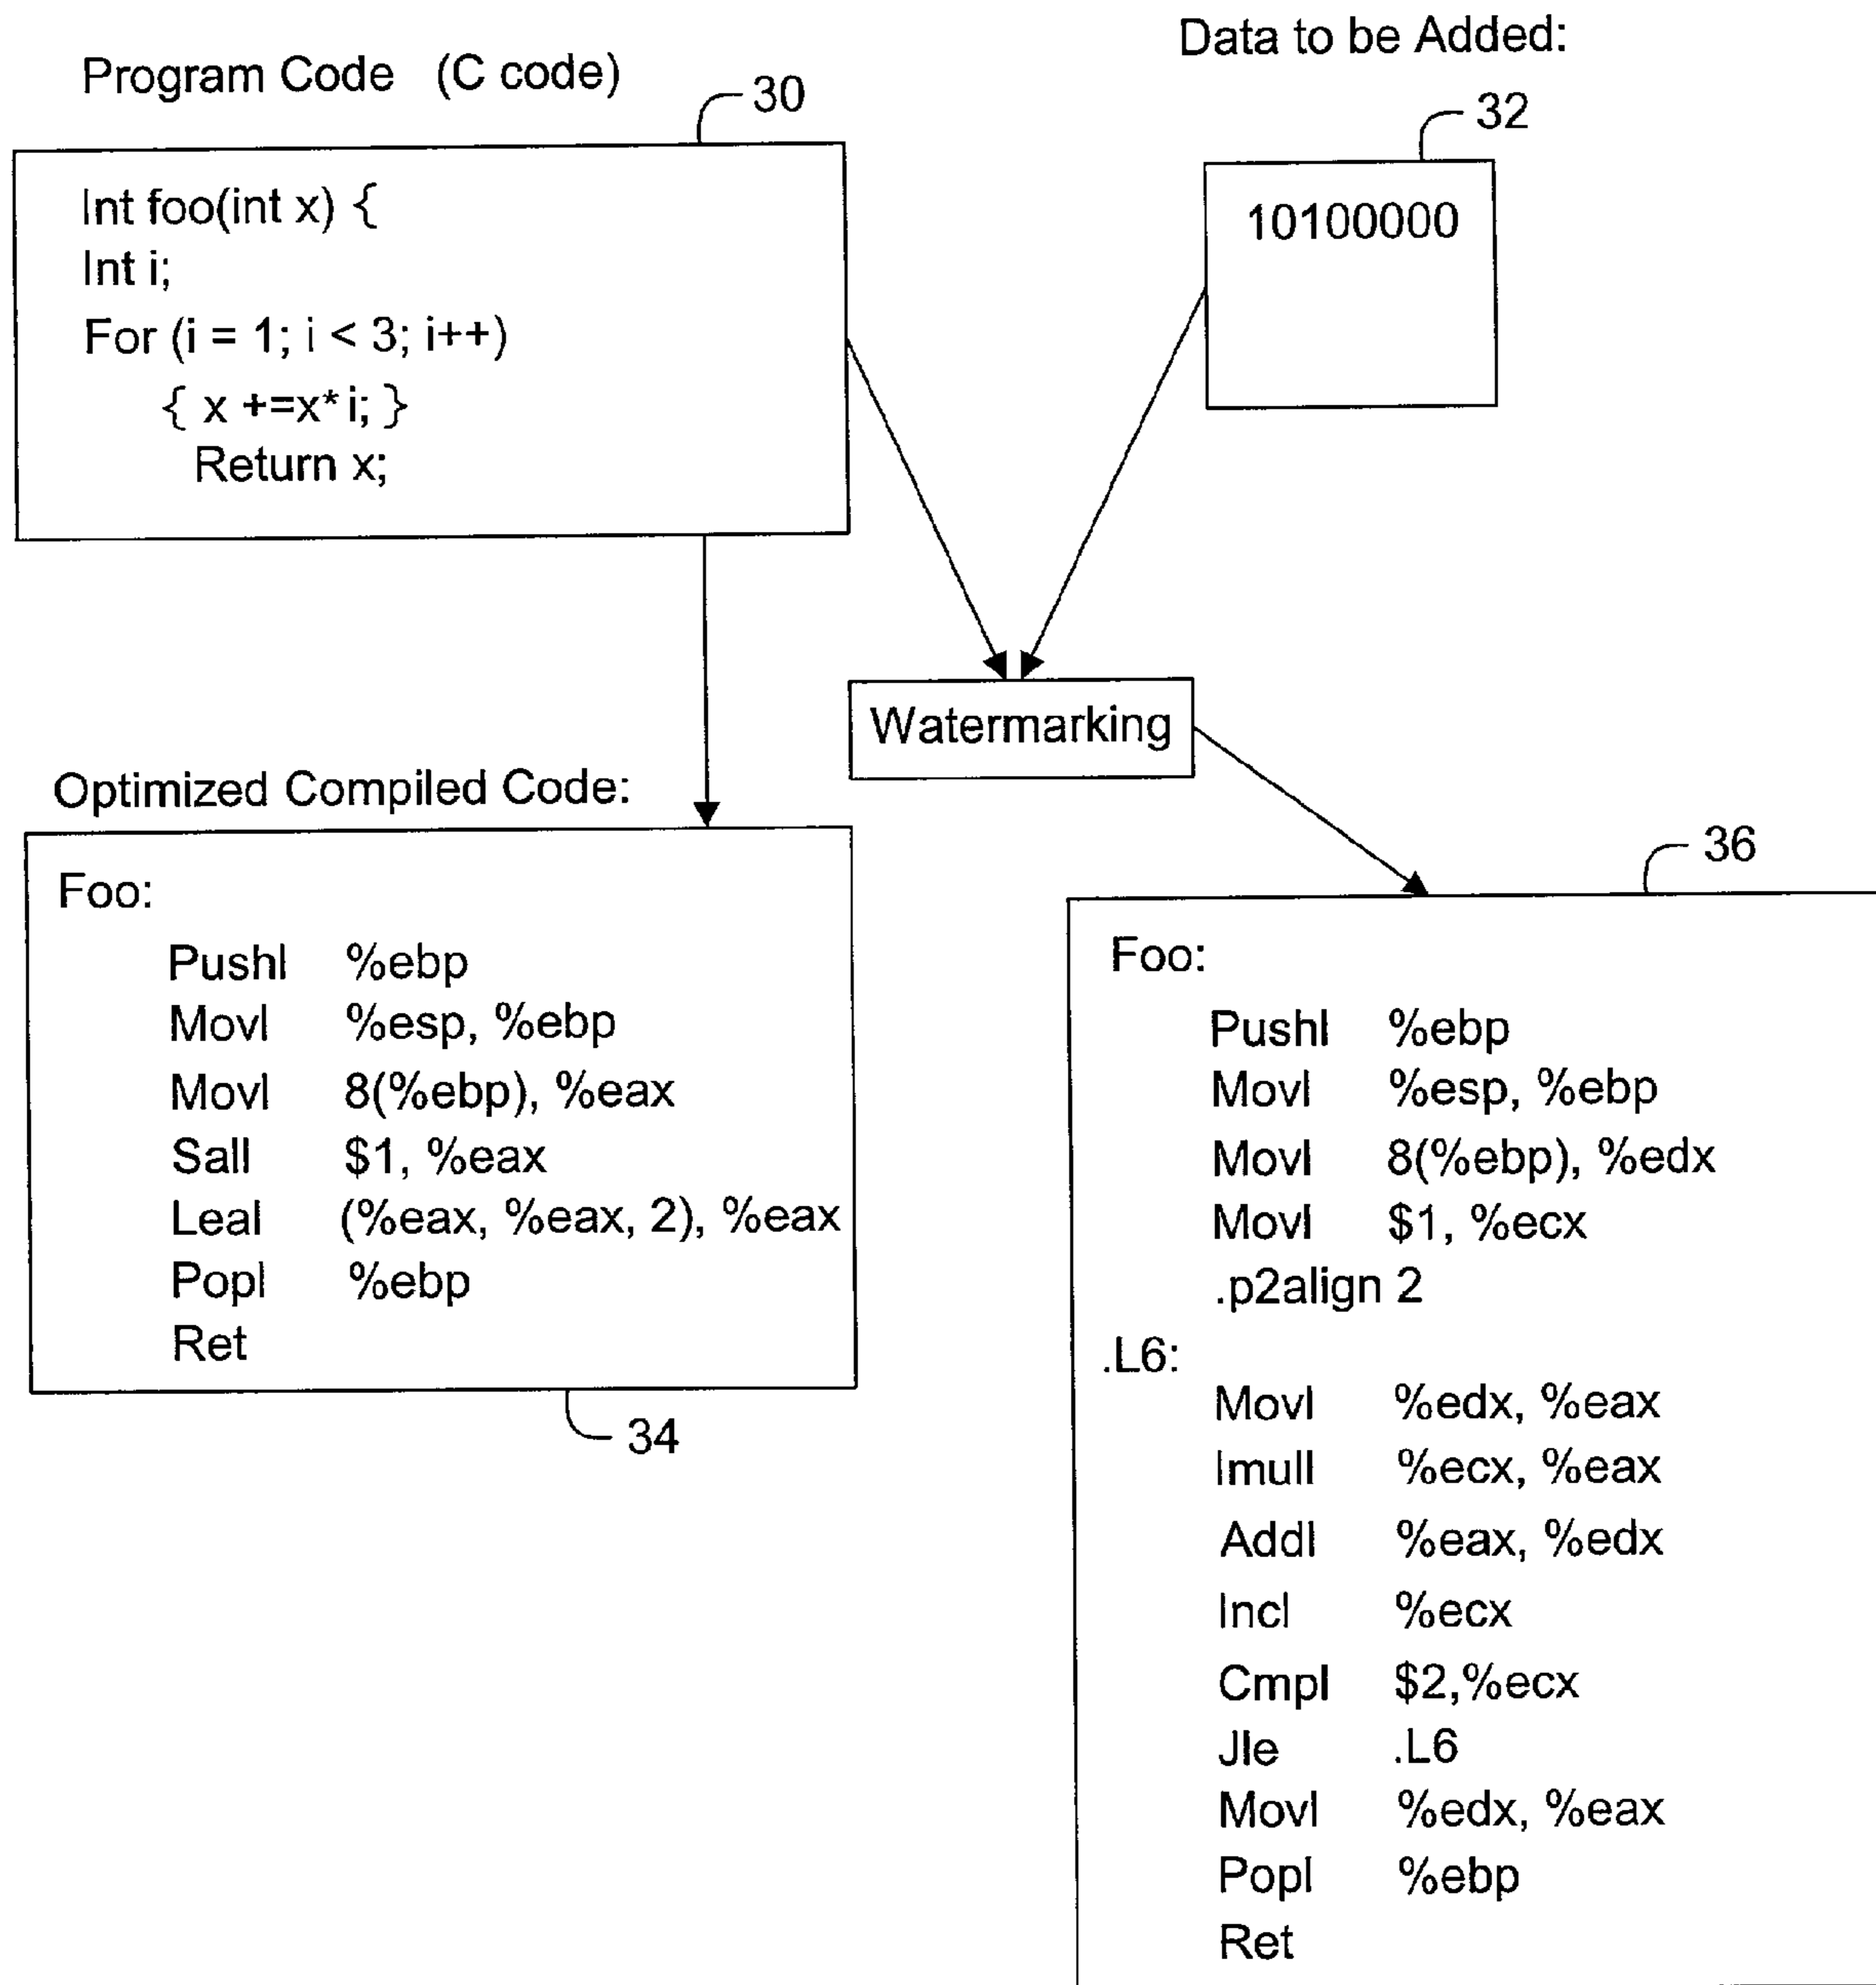 Program Code (C code)
30
Int foo(int x) {
Int i;
For (i = 1; i < 3; i++)
{ x +=x* i; }
Return x;
Data to be Added:
32
10100000
Watermarking
Optimized Compiled Code:
Foo:
Pushl %ebp
Movl %esp, %ebp
Movl 8(%ebp), %eax
Sall $1, %eax
Leal (%eax, %eax, 2), %eax
Popl %ebp
Ret
34
36
Foo:
Pushl %ebp
Movl %esp, %ebp
Movl 8(%ebp), %edx
Movl $1, %ecx
.p2align 2
.L6:
Movl %edx, %eax
Imull %ecx, %eax
Addl %eax, %edx
Incl %ecx
Cmpl $2,%ecx
Jle .L6
Movl %edx, %eax
Popl %ebp
Ret